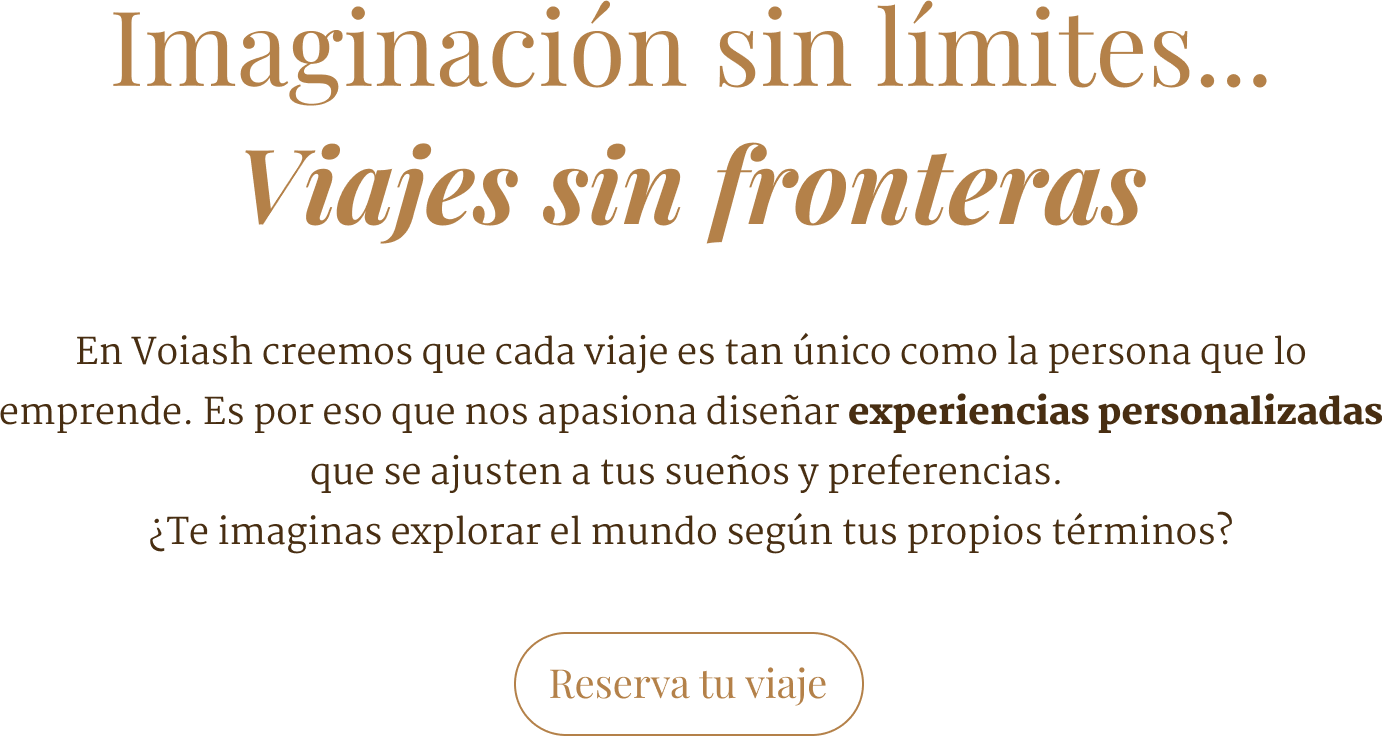 Imaginación sin límites...
Viajes sin fronteras
En Voiash creemos que cada viaje es tan único como la persona que lo
emprende. Es por eso que nos apasiona diseñar experiencias personalizadas
que se ajusten a tus sueños y preferencias.
¿Te imaginas explorar el mundo según tus propios términos?
Reserva tu viaje